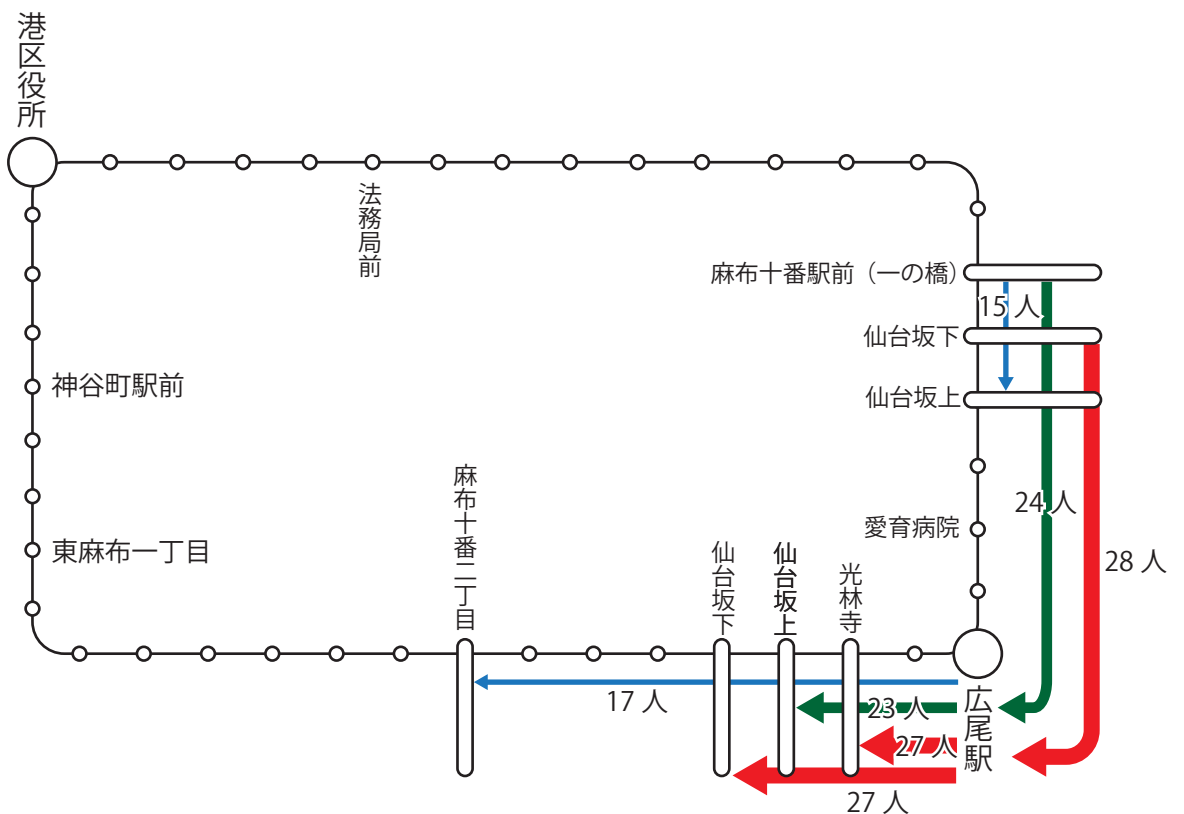 港区役所
法務局前
麻布十番駅前（一の橋）
15 人
仙台坂下
神谷町駅前
仙台坂上
麻布十番二丁目
24 人
愛育病院
東麻布一丁目
仙台坂下
仙台坂上
光林寺
28 人
17 人
23 人
広尾駅
27 人
27 人